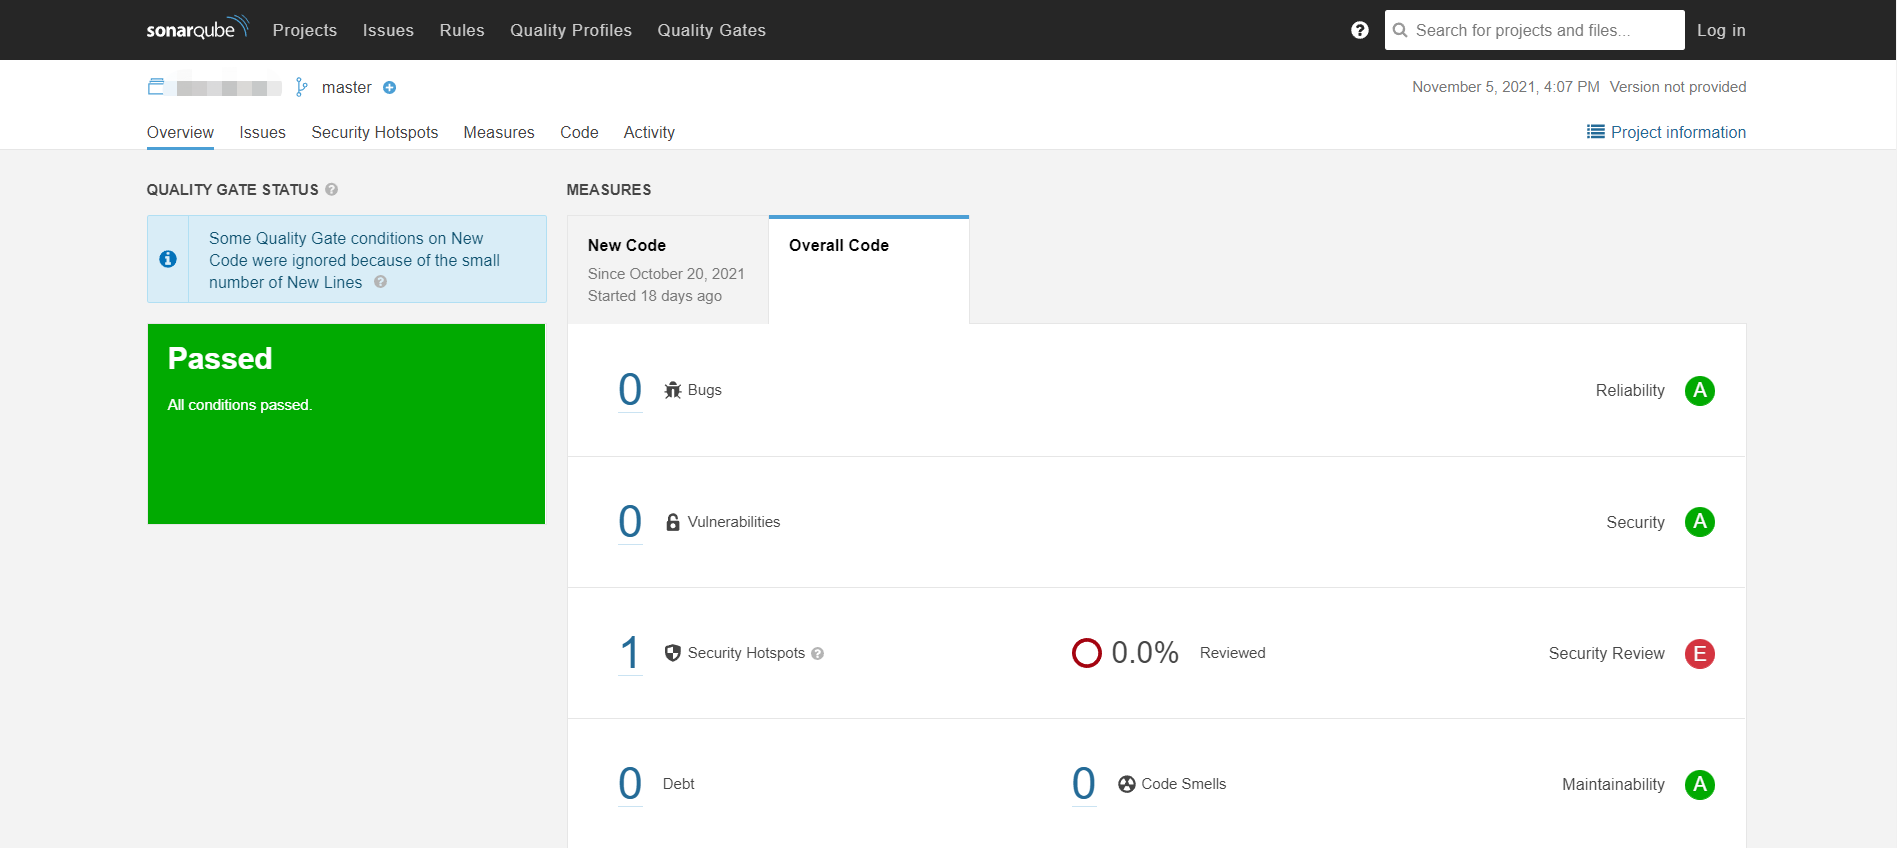 sonarqube Projects Issues Rules Quality Profiles Quality Gates Search for projects and files... Log in
master November 5, 2021, 4:07 PM Version not provided
Overview Issues Security Hotspots Measures Code Activity Project information
QUALITY GATE STATUS
Some Quality Gate conditions on New
Code were ignored because of the small
number of New Lines
Passed
All conditions passed.
MEASURES
New Code
Since October 20, 2021
Started 18 days ago
Overall Code
0 Bugs Reliability A
0 Vulnerabilities Security A
1 Security Hotspots 0.0% Reviewed Security Review E
0 Debt 0 Code Smells Maintainability A